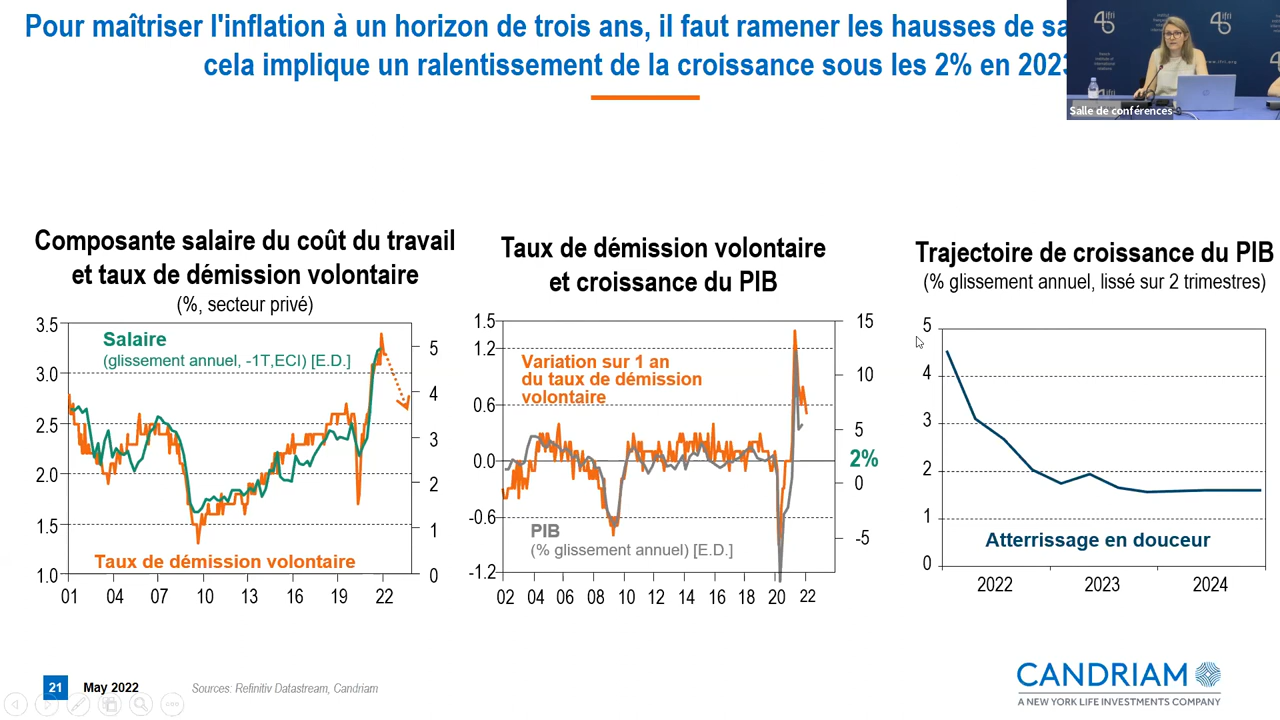 Pour maîtriser l'inflation à un horizon de trois ans, il faut ramener les hausses de
cela implique un ralentissement de la croissance sous les 2% en
ifri
ifri
www.ifri.org
Salle de conférences
Composante salaire du coût du travail
et taux de démission volontaire
(%, secteur privé)
3.5
3.0
2.5
2.0
1.5
1.0
Salaire
(glissement annuel, -1T,ECI) [E.D.]
Taux de démission volontaire
5
4
3
2
1
0
01 04 07 10 13 16 19 22
Taux de démission volontaire
et croissance du PIB
1.5
1.2
0.6
0.0
-0.6
-1.2
Variation sur 1 an
du taux de démission
volontaire
PIB
(% glissement annuel) [E.D.]
15
10
5
2%
0
-5
02 04 06 08 10 12 14 16 18 20 22
Trajectoire de croissance du PIB
(% glissement annuel, lissé sur 2 trimestres)
5
4
3
2
1
0
Atterrissage en douceur
2022 2023 2024
21 May 2022 Sources: Refinitiv Datastream, Candriam
CANDRIAM
A NEW YORK LIFE INVESTMENTS COMPANY